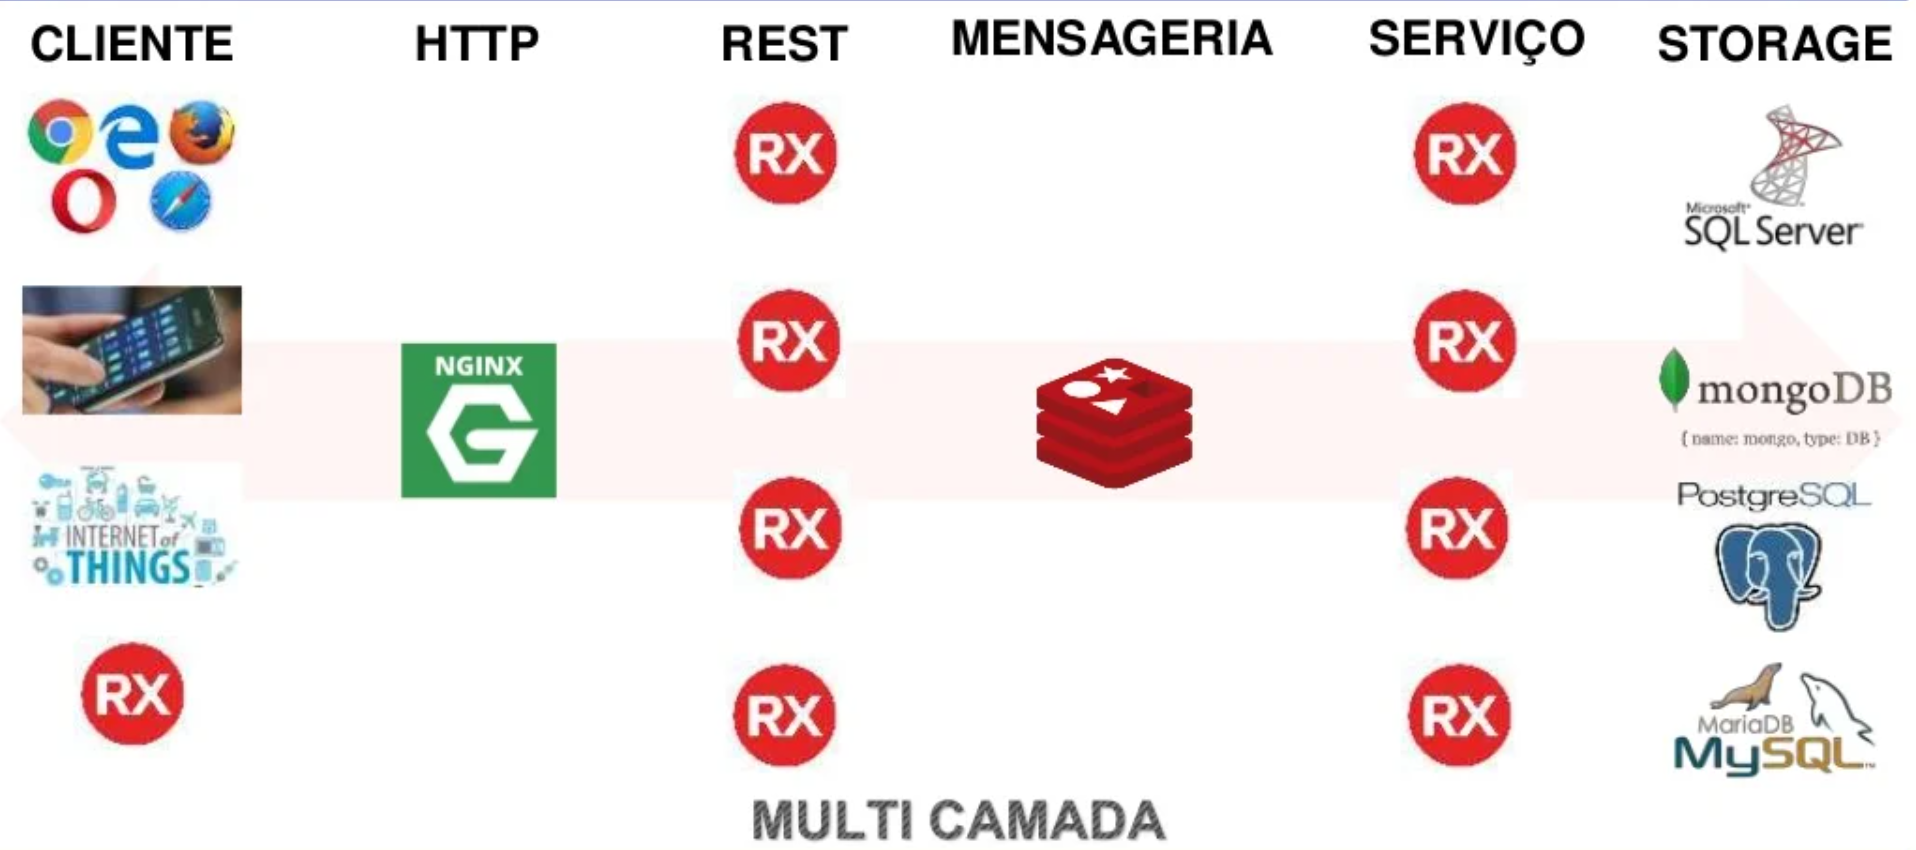 CLIENTE
HTTP
REST
MENSAGERIA
SERVIÇO
STORAGE
RX
RX
Microsoft
SQL Server
RX
RX
NGINX
mongoDB
{ name: mongo, type: DB }
PostgreSQL
INTERNET of
THINGS
RX
RX
RX
RX
RX
MariaDB
MySQL
MULTI CAMADA